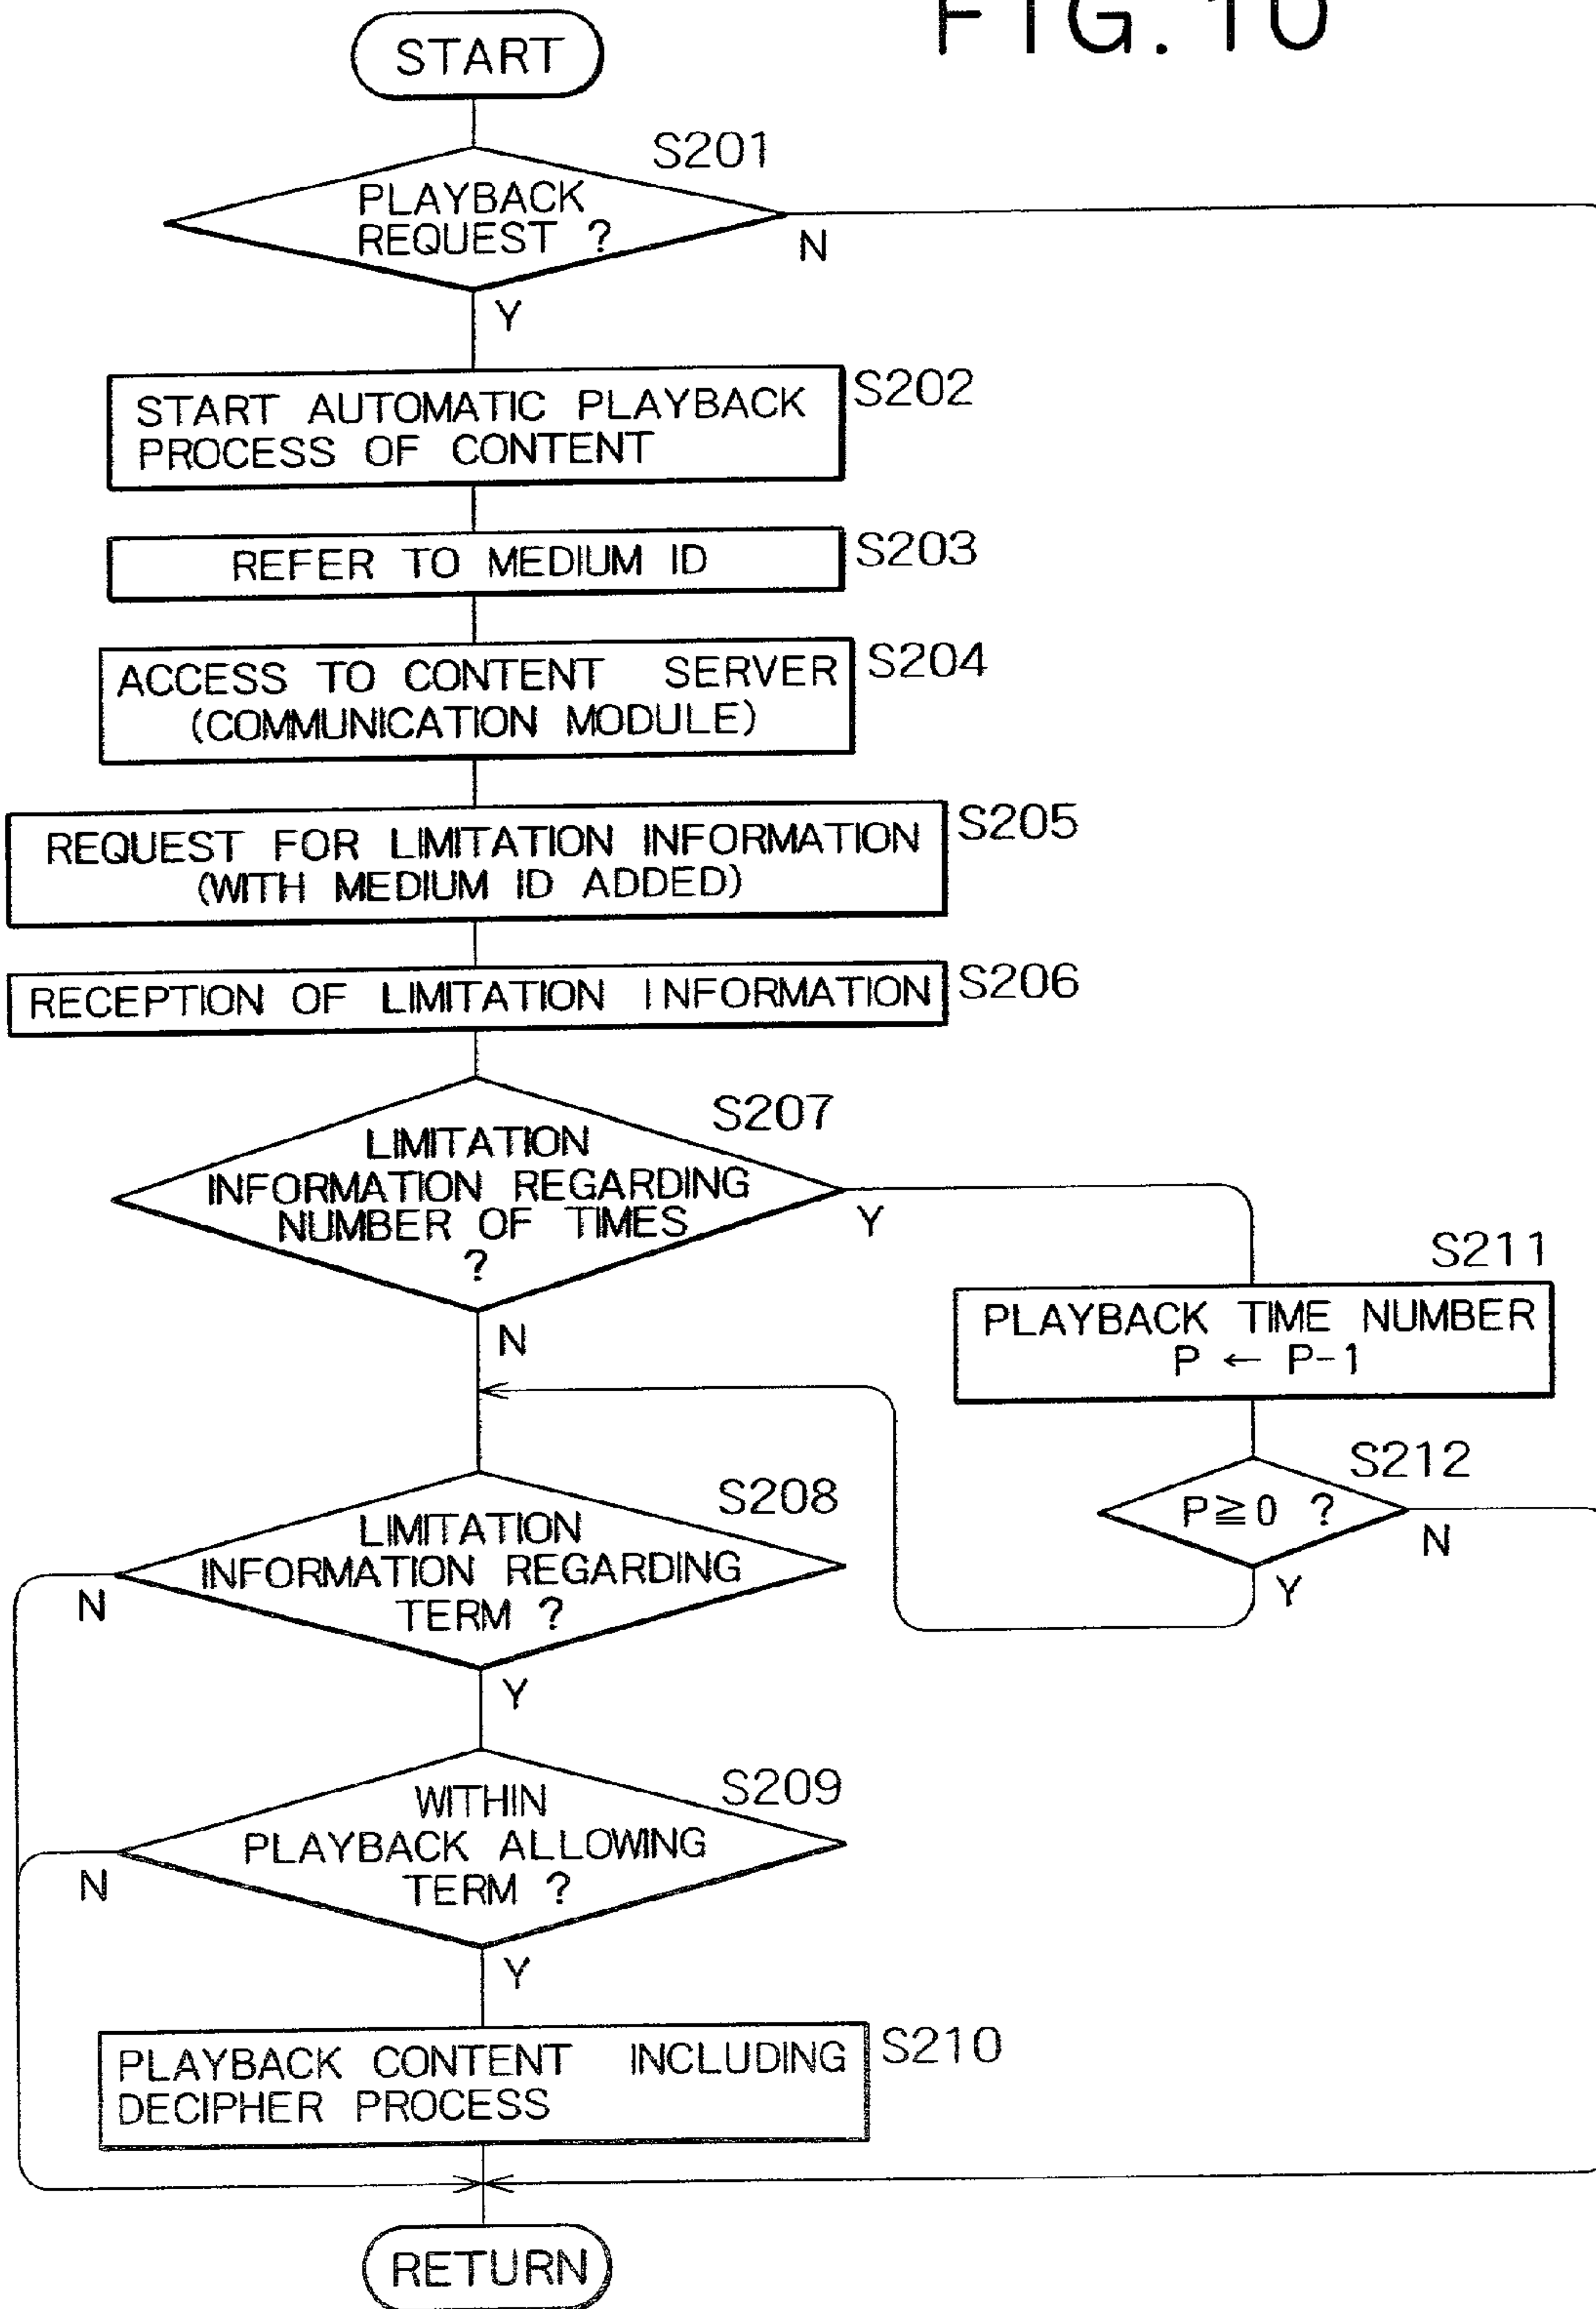 FIG. 10
START
S201
PLAYBACK
REQUEST ?
N
Y
START AUTOMATIC PLAYBACK
PROCESS OF CONTENT
S202
REFER TO MEDIUM ID
S203
ACCESS TO CONTENT SERVER
(COMMUNICATION MODULE)
S204
REQUEST FOR LIMITATION INFORMATION
(WITH MEDIUM ID ADDED)
S205
RECEPTION OF LIMITATION INFORMATION
S206
S207
LIMITATION
INFORMATION REGARDING
NUMBER OF TIMES
?
Y
N
S211
PLAYBACK TIME NUMBER
P ← P-1
S212
P≧0 ?
N
Y
S208
LIMITATION
INFORMATION REGARDING
TERM ?
N
Y
S209
WITHIN
PLAYBACK ALLOWING
TERM ?
N
Y
PLAYBACK CONTENT INCLUDING
DECIPHER PROCESS
S210
RETURN